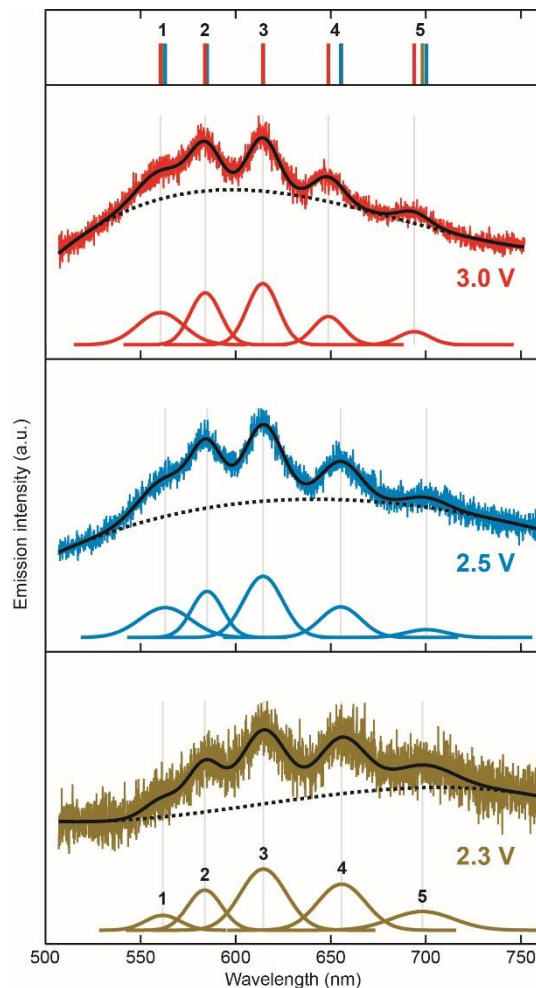 1 2 3 4 5
3.0 V
2.5 V
2.3 V
1 2 3 4 5
500 550 600 650 700 750
Wavelength (nm)
Emission intensity (a.u.)